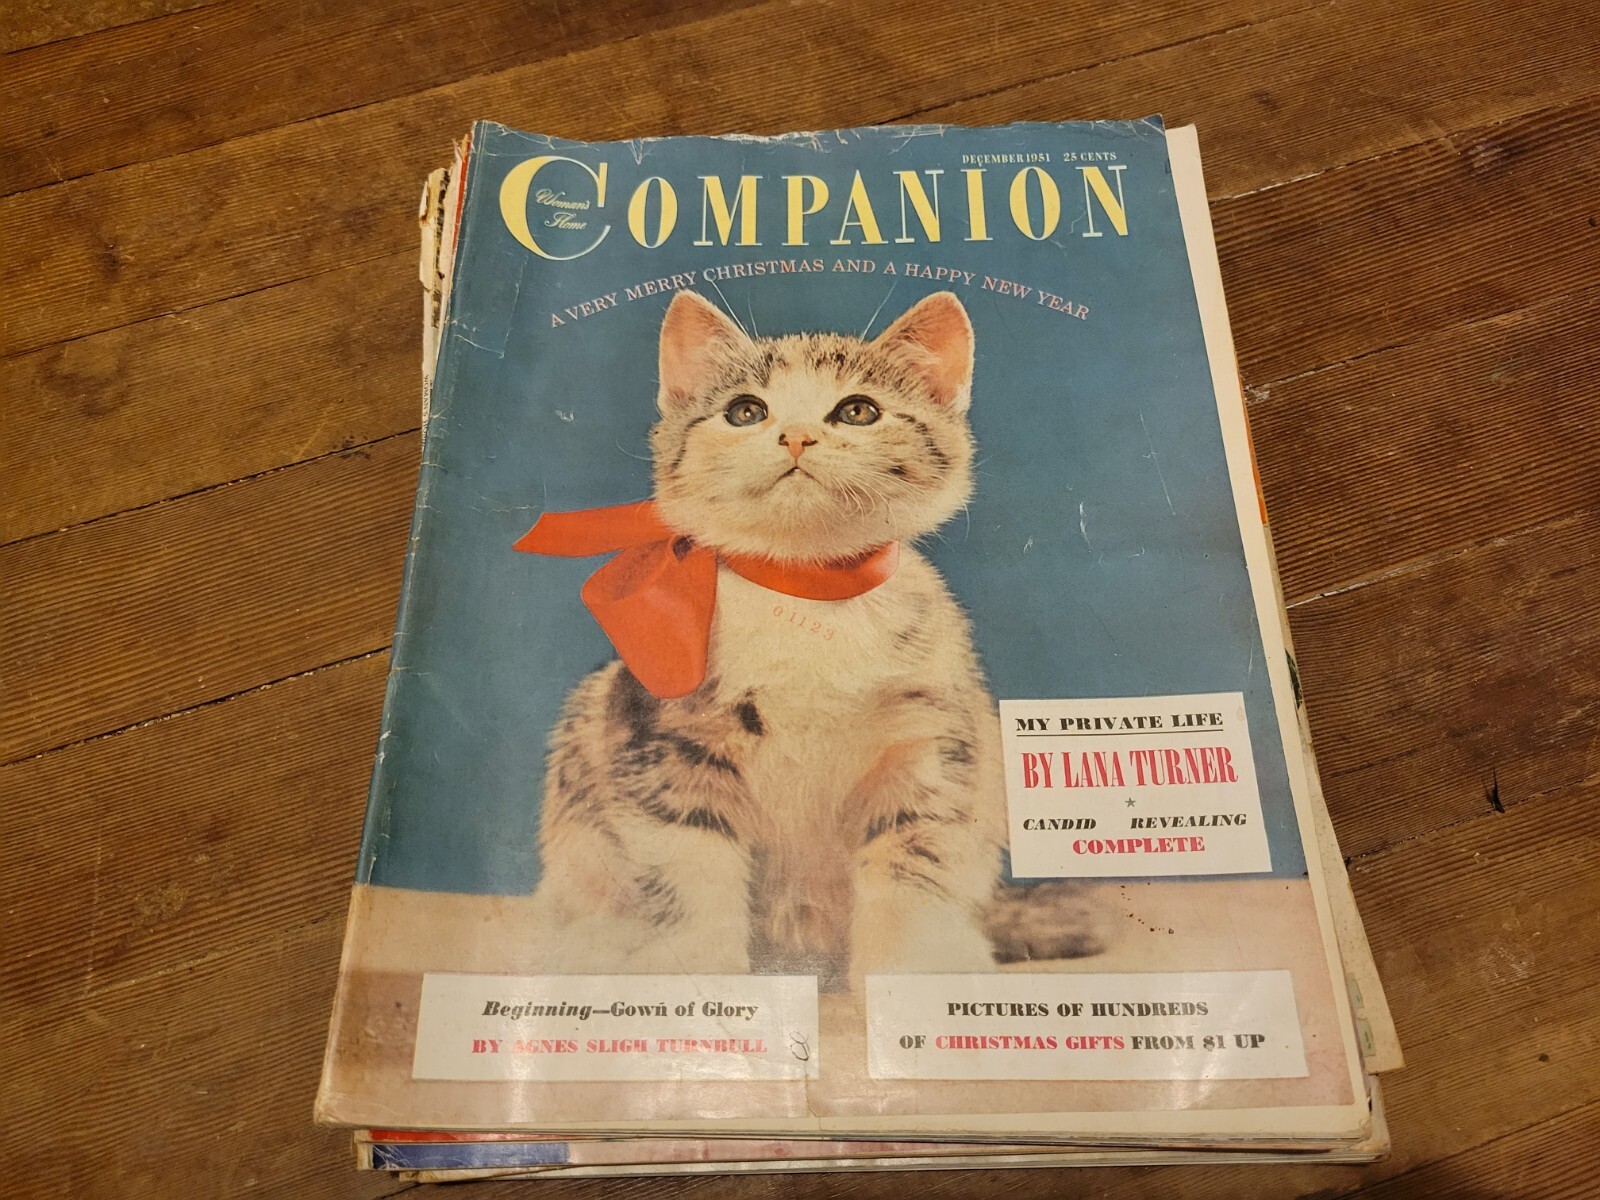 DECEMBER 1951 25 CENTS
Woman's Home COMPANION
A VERY MERRY CHRISTMAS AND A HAPPY NEW YEAR
01123
MY PRIVATE LIFE
BY LANA TURNER
CANDID REVEALING
COMPLETE
Beginning—Gown of Glory
BY AGNES SLIGH TURNBULL
PICTURES OF HUNDREDS
OF CHRISTMAS GIFTS FROM $1 UP